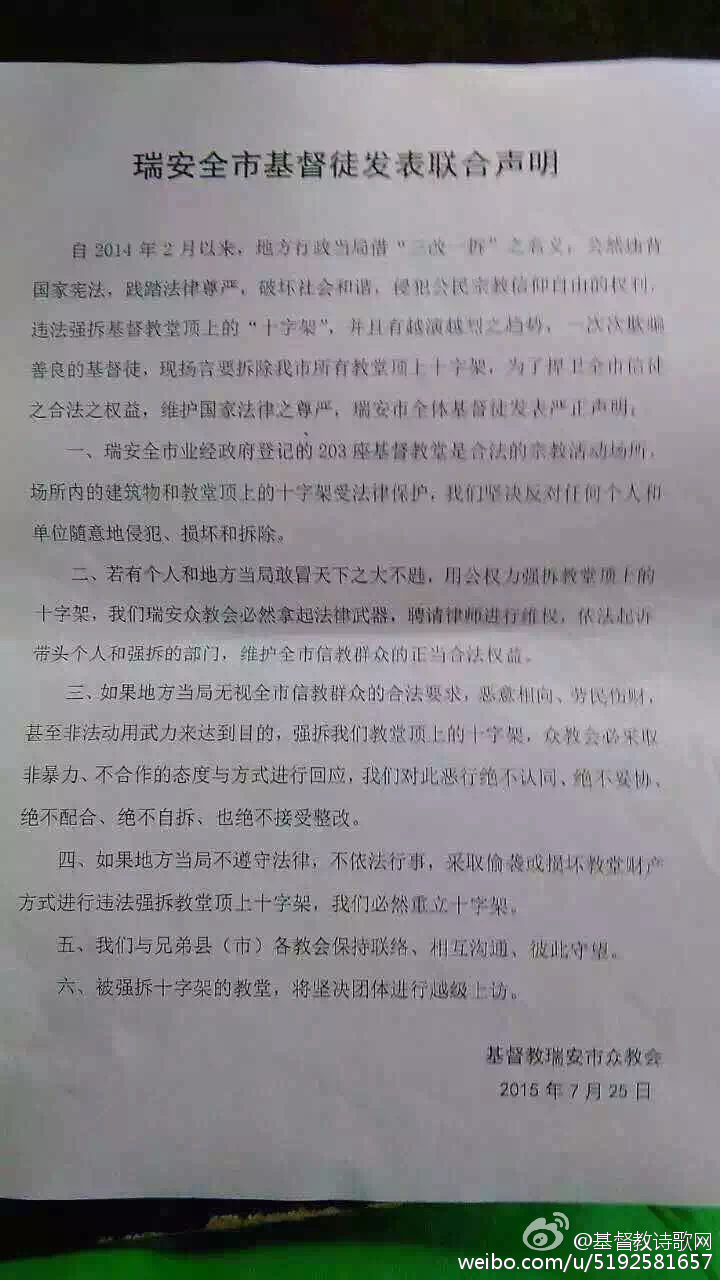 瑞安全市基督徒发表联合声明
自2014年2月以来，地方行政当局借“三改一拆”之名义，公然违背
国家宪法，践踏法律尊严，破坏社会和谐，侵犯公民宗教信仰自由的权利，
违法强拆基督教堂顶上的“十字架”，并且有越演越烈之趋势，一次次欺骗
善良的基督徒，现扬言要拆除我市所有教堂顶上十字架，为了捍卫全市信徒
之合法之权益，维护国家法律之尊严，瑞安市全体基督徒发表严正声明：
一、瑞安全市业经政府登记的203座基督教堂是合法的宗教活动场所，
场所内的建筑物和教堂顶上的十字架受法律保护，我们坚决反对任何个人和
单位随意地侵犯、损坏和拆除。
二、若有个人和地方当局敢冒天下之大不韪，用公权力强拆教堂顶上的
十字架，我们瑞安众教会必然拿起法律武器，聘请律师进行维权，依法起诉
带头个人和强拆的部门，维护全市信教群众的正当合法权益。
三、如果地方当局无视全市信教群众的合法要求，恶意相向、劳民伤财，
甚至非法动用武力来达到目的，强拆我们教堂顶上的十字架，众教会必采取
非暴力、不合作的态度与方式进行回应，我们对此恶行绝不认同、绝不妥协、
绝不配合、绝不自拆、也绝不接受整改。
四、如果地方当局不遵守法律，不依法行事，采取偷袭或损坏教堂财产
方式进行违法强拆教堂顶上十字架，我们必然重立十字架。
五、我们与兄弟县（市）各教会保持联络、相互沟通、彼此守望。
六、被强拆十字架的教堂，将坚决团体进行越级上访。
基督教瑞安市众教会
2015年7月25日
@基督教诗歌网
weibo.com/u/5192581657